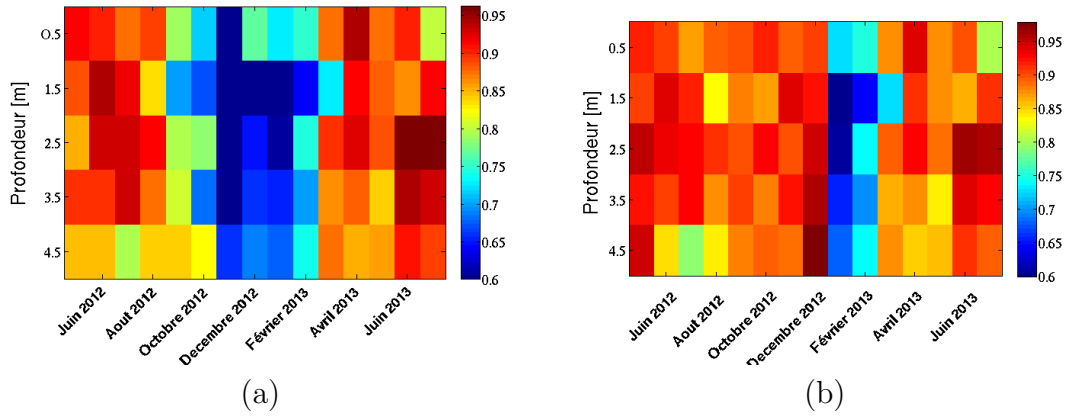 Profondeur [m]
O.5
1.5
2.5
3.5
4.5
Juin 2012
Aout 2012
Octobre 2012
Decembre 2012
Février 2013
Avril 2013
Juin 2013
0.95
0.9
0.85
0.8
0.75
0.7
0.65
0.6
(a)
Profondeur [m]
0.5
1.5
2.5
3.5
4.5
Juin 2012
Aout 2012
Octobre 2012
Decembre 2012
Février 2013
Avril 2013
Juin 2013
0.95
0.9
0.85
0.8
0.75
0.7
0.65
0.6
(b)